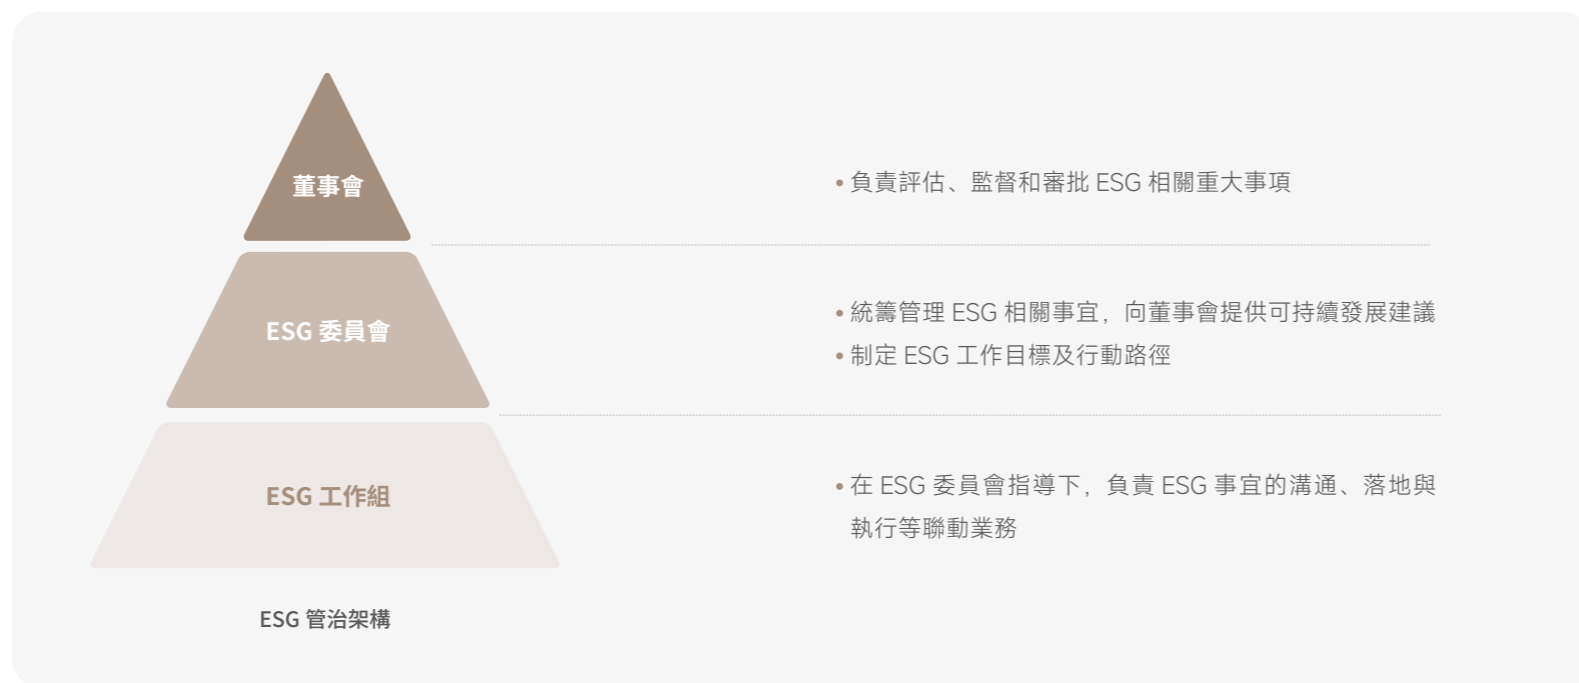 董事會
• 負責評估、監督和審批 ESG 相關重大事項
ESG 委員會
• 統籌管理 ESG 相關事宜，向董事會提供可持續發展建議
• 制定 ESG 工作目標及行動路徑
ESG 工作組
• 在 ESG 委員會指導下，負責 ESG 事宜的溝通、落地與
執行等聯動業務
ESG 管治架構